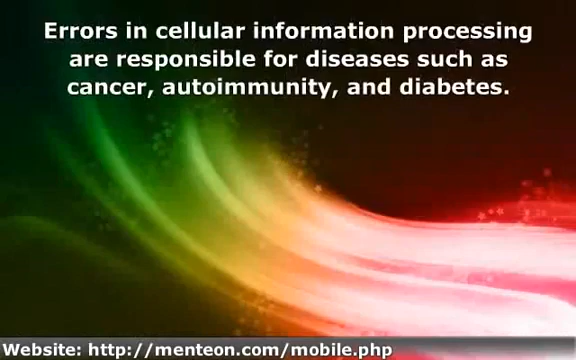 Errors in cellular information processing
are responsible for diseases such as
cancer, autoimmunity, and diabetes.
Website: http://menteon.com/mobile.php